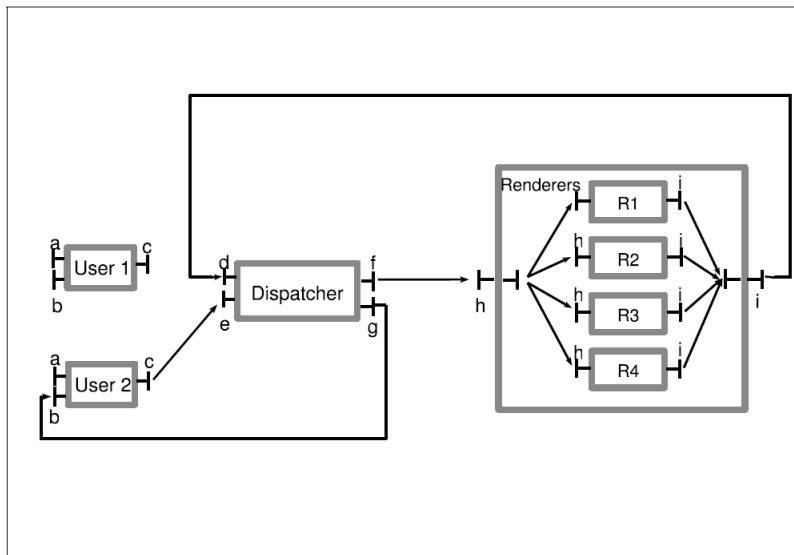 Renderers
i
R1
h
i
R2
h
i
R3
h
i
R4
h
i
a
c
User 1
b
d
f
Dispatcher
e
g
a
c
User 2
b